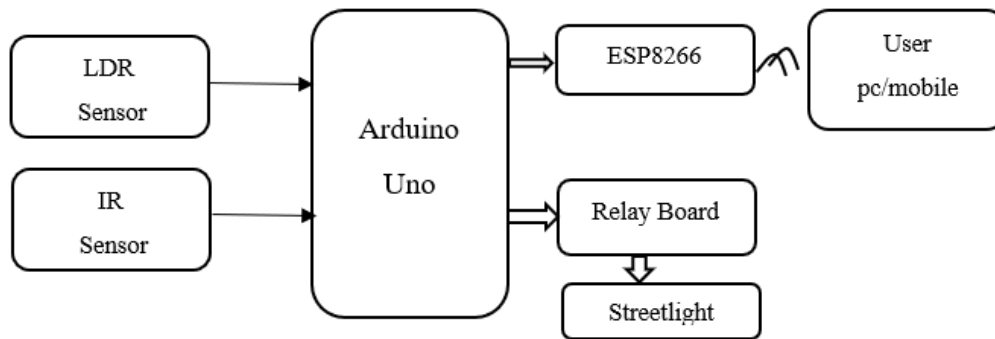 LDR
Sensor
IR
Sensor
Arduino
Uno
ESP8266
User
pc/mobile
Relay Board
Streetlight